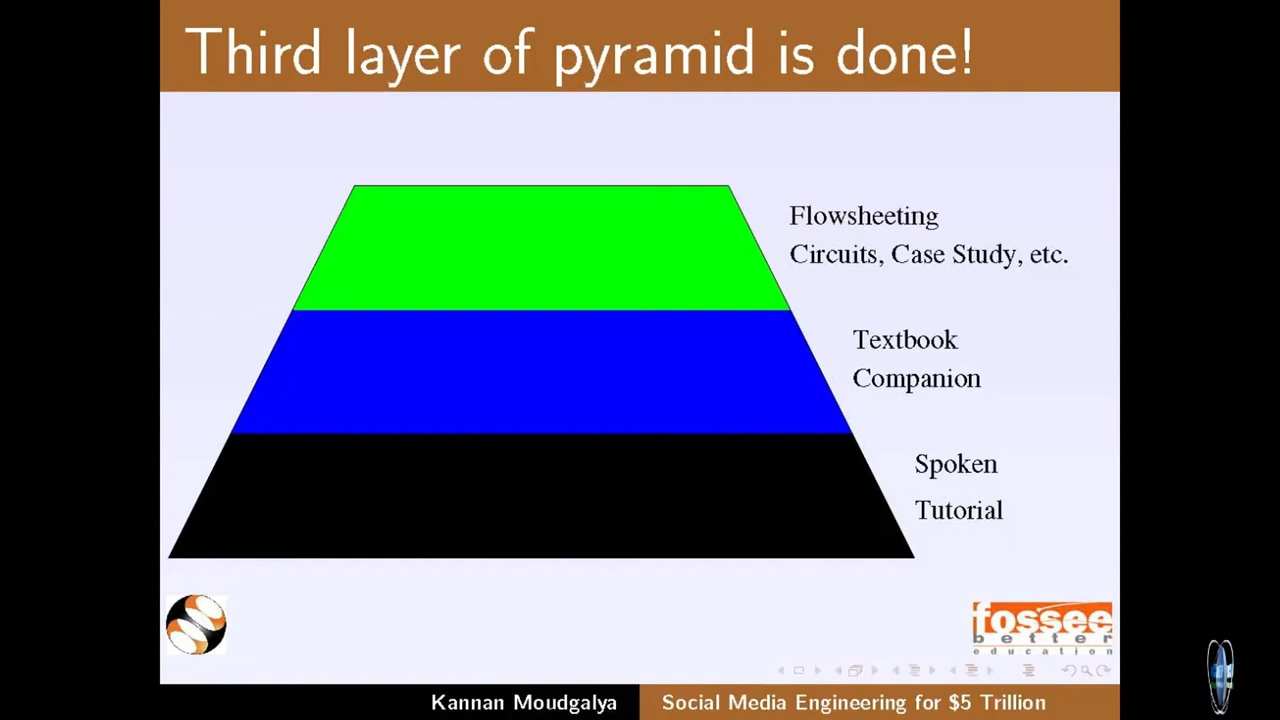 Third layer of pyramid is done!
Flowsheeting
Circuits, Case Study, etc.
Textbook
Companion
Spoken
Tutorial
fossee
better
education
Kannan Moudgalya
Social Media Engineering for $5 Trillion